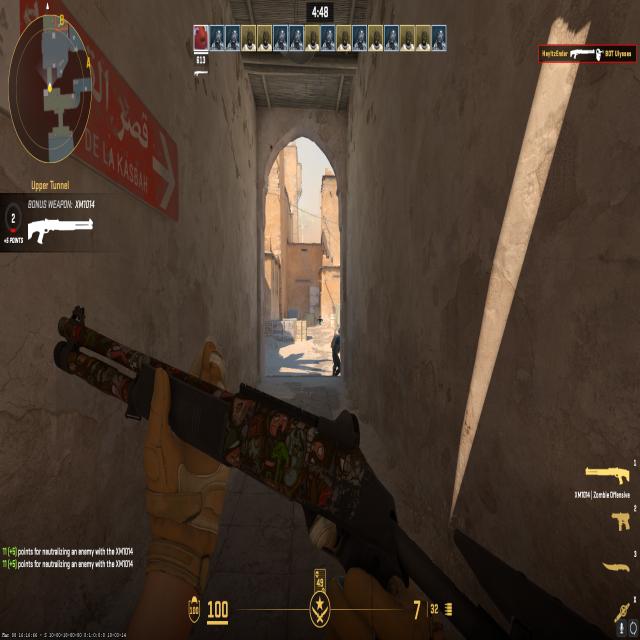 4:48
613
B
A
Upper Tunnel
BONUS WEAPON: XM1014
2
+5 POINTS
قصر
DE LA KASBAH
BOT Ulysses
1
XM1014 | Zombie Offensive
2
3
11 (+5) points for neutralizing an enemy with the XM1014
11 (+5) points for neutralizing an enemy with the XM1014
100
49
7 | 32